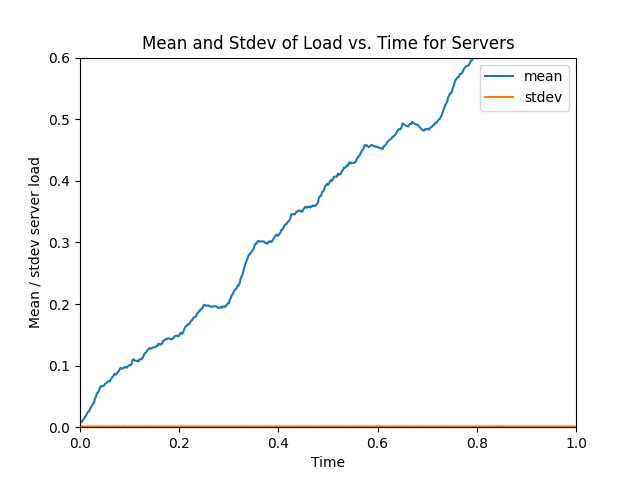 Mean and Stdev of Load vs. Time for Servers
mean
stdev
Mean / stdev server load
0.6
0.5
0.4
0.3
0.2
0.1
0.0
0.0 0.2 0.4 0.6 0.8 1.0
Time